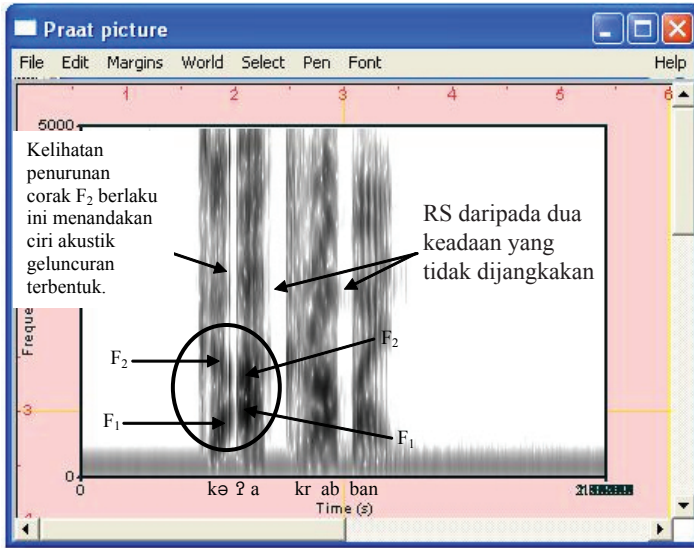 Praat picture
File Edit Margins World Select Pen Font Help
1 2 3 4 5 6
5000
Kelihatan
penurunan
corak F₂ berlaku
ini menandakan
ciri akustik
geluncuran
terbentuk.
RS daripada dua
keadaan yang
tidak dijangkakan
F₂
F₂
F₁
F₁
3
0
kə ʔ a kr ab ban
0
Time (s)